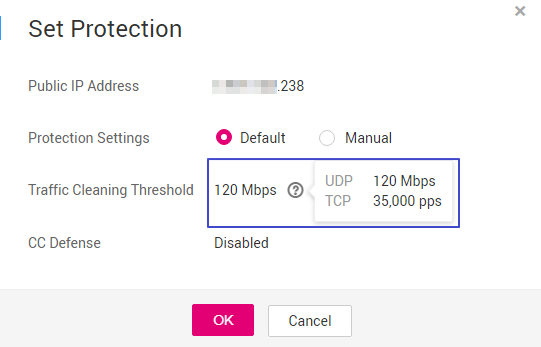 Set Protection
Public IP Address .238
Protection Settings Default Manual
Traffic Cleaning Threshold 120 Mbps ? UDP 120 Mbps
TCP 35,000 pps
CC Defense Disabled
OK Cancel